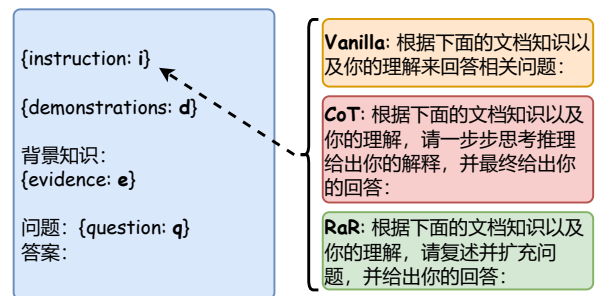 {instruction: i}
{demonstrations: d}
背景知识：
{evidence: e}
问题：{question: q}
答案：
Vanilla: 根据下面的文档知识以
及你的理解来回答相关问题：
CoT: 根据下面的文档知识以及
你的理解，请一步步思考推理
给出你的解释，并最终给出你
的回答：
RaR: 根据下面的文档知识以及
你的理解，请复述并扩充问
题，并给出你的回答：